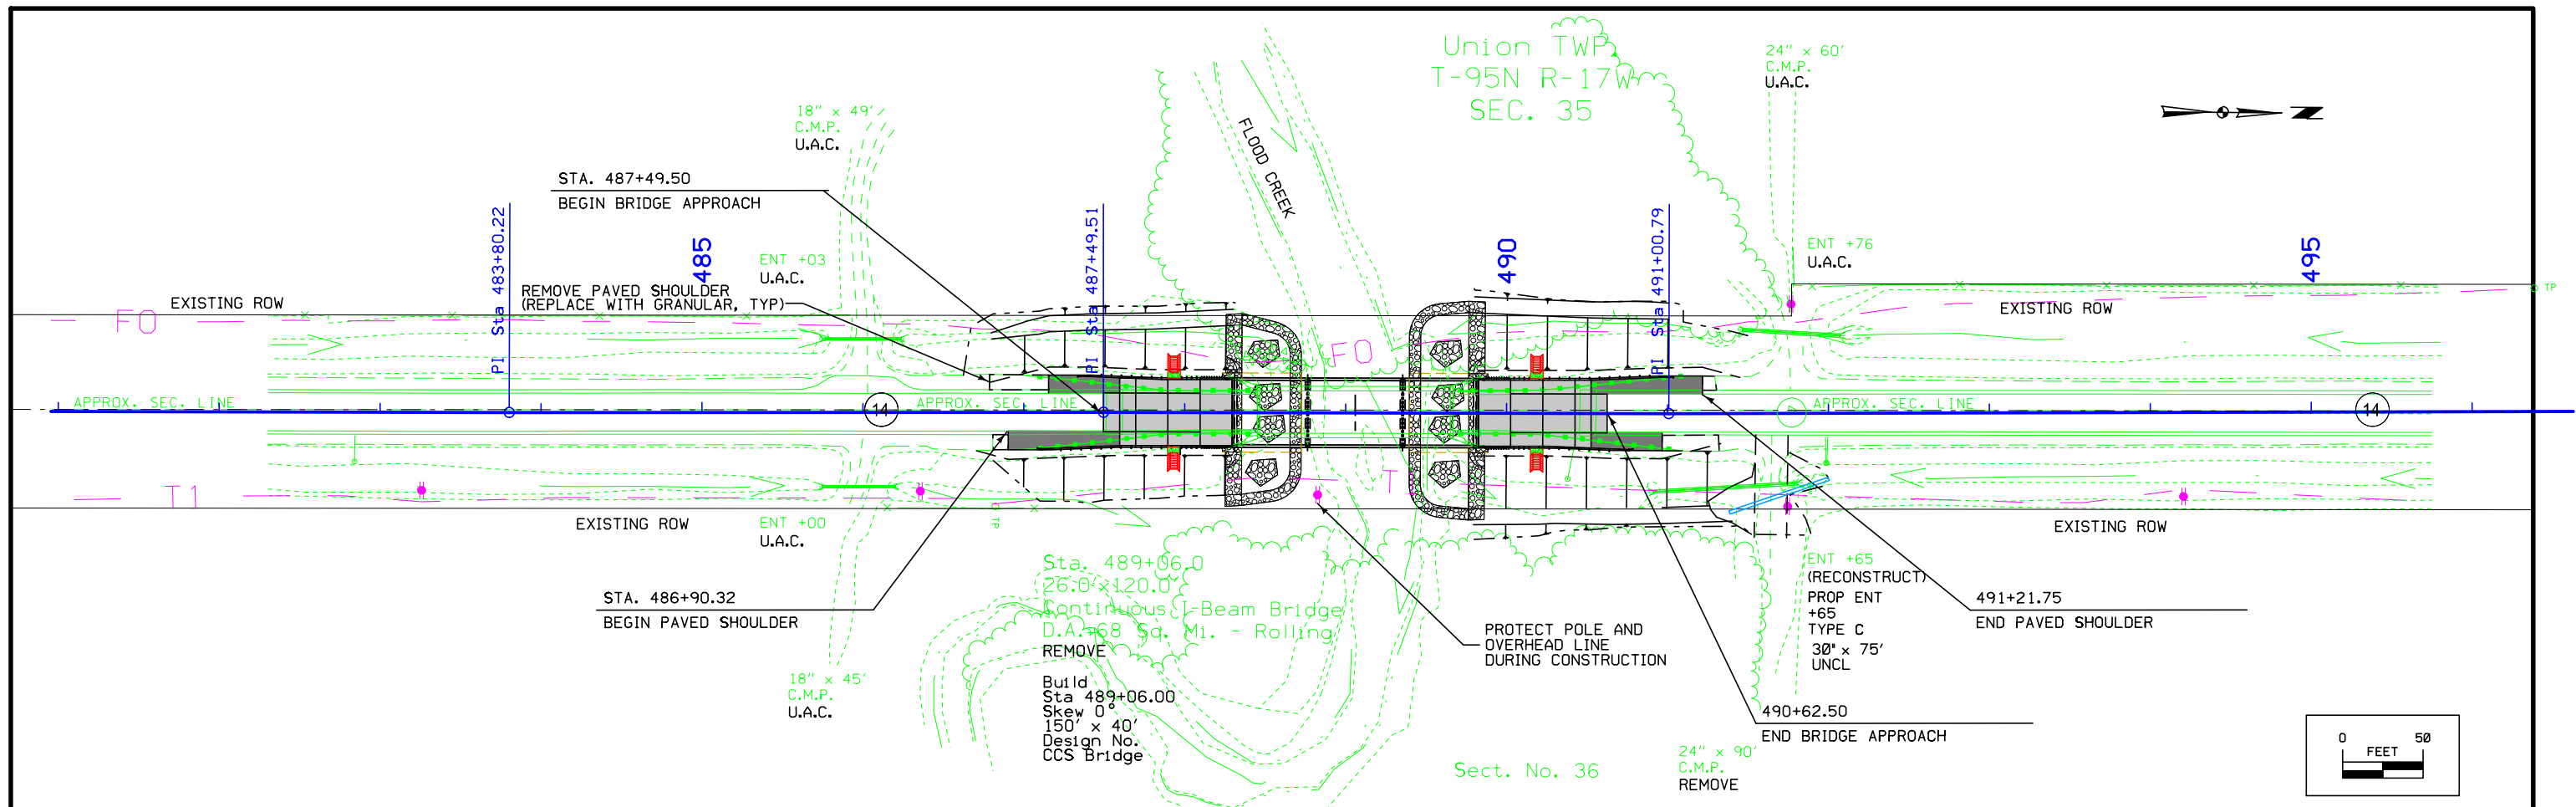 Union TWP
T-95N R-17W
SEC. 35
24" x 60'
C.M.P.
U.A.C.
18" x 49'
C.M.P.
U.A.C.
N
FLOOD CREEK
STA. 487+49.50
BEGIN BRIDGE APPROACH
PI Sta 483+80.22
485
PI Sta 487+49.51
490
PI Sta 491+00.79
495
ENT +03
U.A.C.
ENT +76
U.A.C.
REMOVE PAVED SHOULDER
(REPLACE WITH GRANULAR, TYP)
EXISTING ROW
EXISTING ROW
TP
FO
FO
APPROX. SEC. LINE
14
APPROX. SEC. LINE
APPROX. SEC. LINE
14
T1
T
EXISTING ROW
ENT +00
U.A.C.
TP
EXISTING ROW
STA. 486+90.32
BEGIN PAVED SHOULDER
Sta. 489+06.0
26.0' x120.0'
Continuous I-Beam Bridge
D.A.=68 Sq. Mi. - Rolling
REMOVE
Build
Sta 489+06.00
Skew 0°
150' x 40'
Design No.
CCS Bridge
18" x 45'
C.M.P.
U.A.C.
PROTECT POLE AND
OVERHEAD LINE
DURING CONSTRUCTION
ENT +65
(RECONSTRUCT)
PROP ENT
+65
TYPE C
30" x 75'
UNCL
491+21.75
END PAVED SHOULDER
490+62.50
END BRIDGE APPROACH
Sect. No. 36
24" x 90'
C.M.P.
REMOVE
0 50
FEET